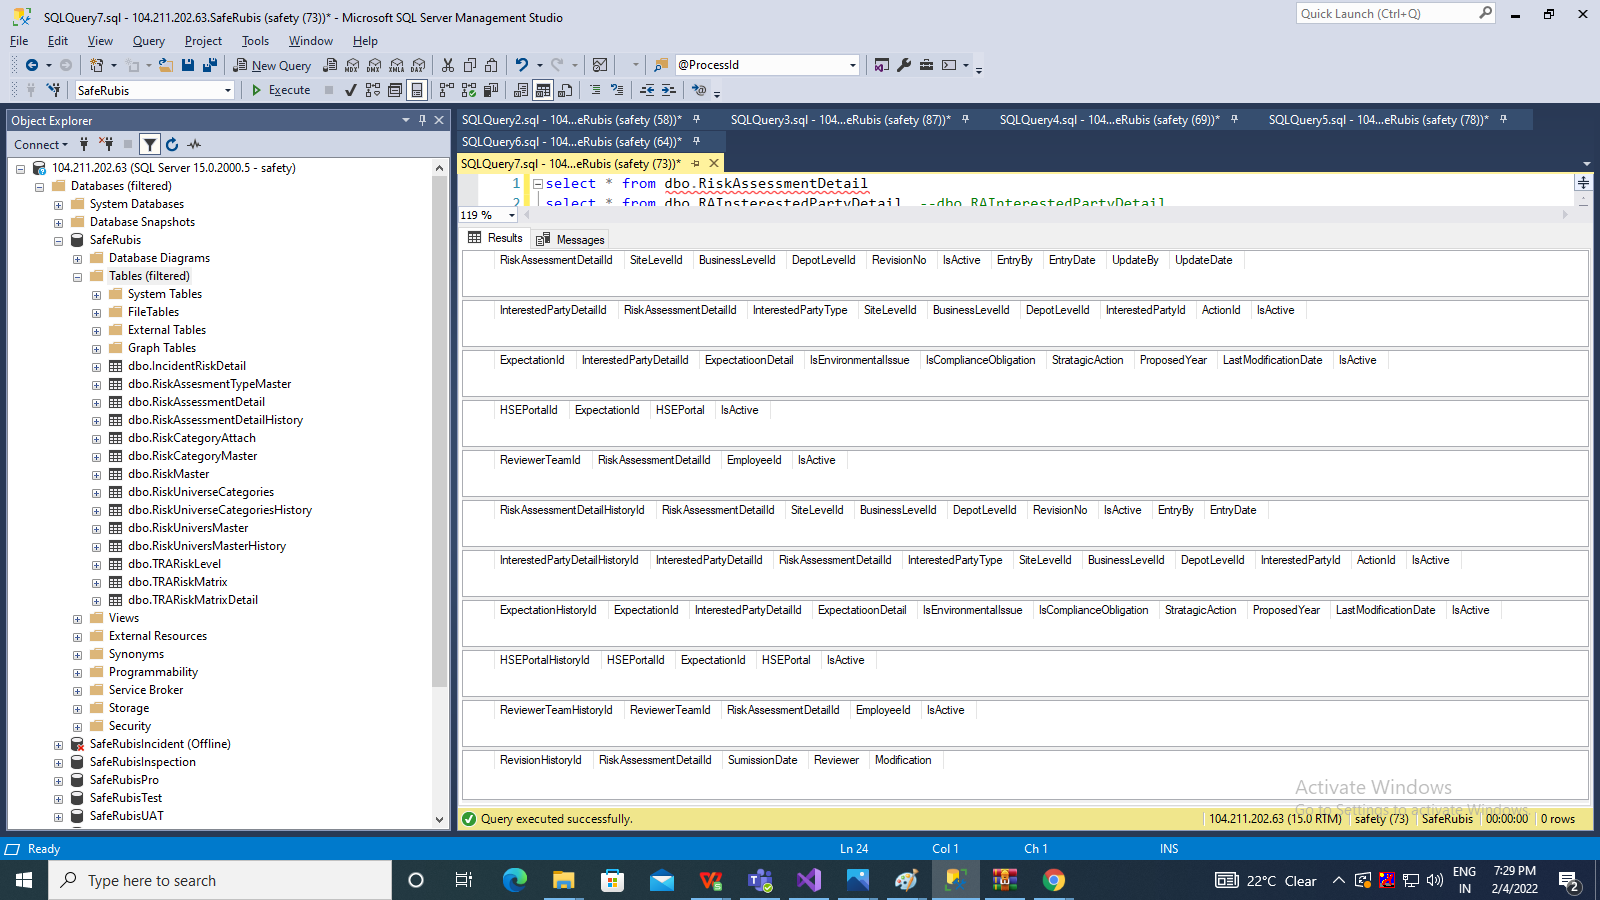 SQLQuery7.sql - 104.211.202.63.SafeRubis (safety (73))* - Microsoft SQL Server Management Studio
Quick Launch (Ctrl+Q)
File Edit View Query Project Tools Window Help
New Query MDX DMX XMLA DAX @ProcessId
SafeRubis Execute
Object Explorer
Connect
104.211.202.63 (SQL Server 15.0.2000.5 - safety)
Databases (filtered)
System Databases
Database Snapshots
SafeRubis
Database Diagrams
Tables (filtered)
System Tables
FileTables
External Tables
Graph Tables
dbo.IncidentRiskDetail
dbo.RiskAssesmentTypeMaster
dbo.RiskAssessmentDetail
dbo.RiskAssessmentDetailHistory
dbo.RiskCategoryAttach
dbo.RiskCategoryMaster
dbo.RiskMaster
dbo.RiskUniverseCategories
dbo.RiskUniverseCategoriesHistory
dbo.RiskUniversMaster
dbo.RiskUniversMasterHistory
dbo.TRARiskLevel
dbo.TRARiskMatrix
dbo.TRARiskMatrixDetail
Views
External Resources
Synonyms
Programmability
Service Broker
Storage
Security
SafeRubisIncident (Offline)
SafeRubisInspection
SafeRubisPro
SafeRubisTest
SafeRubisUAT
SQLQuery2.sql - 104...eRubis (safety (58))* SQLQuery3.sql - 104...eRubis (safety (87))* SQLQuery4.sql - 104...eRubis (safety (69))* SQLQuery5.sql - 104...eRubis (safety (78))*
SQLQuery6.sql - 104...eRubis (safety (64))*
SQLQuery7.sql - 104...eRubis (safety (73))*
1 select * from dbo.RiskAssessmentDetail
2 select * from dbo.RAInsterestedPartyDetail --dbo.RAInterestedPartyDetail
119 %
Results Messages
RiskAssessmentDetailId SiteLevelId BusinessLevelId DepotLevelId RevisionNo IsActive EntryBy EntryDate UpdateBy UpdateDate
InterestedPartyDetailId RiskAssessmentDetailId InterestedPartyType SiteLevelId BusinessLevelId DepotLevelId InterestedPartyId ActionId IsActive
ExpectationId InterestedPartyDetailId ExpectatioonDetail IsEnvironmentalIssue IsComplianceObligation StratagicAction ProposedYear LastModificationDate IsActive
HSEPortalId ExpectationId HSEPortal IsActive
ReviewerTeamId RiskAssessmentDetailId EmployeeId IsActive
RiskAssessmentDetailHistoryId RiskAssessmentDetailId SiteLevelId BusinessLevelId DepotLevelId RevisionNo IsActive EntryBy EntryDate
InterestedPartyDetailHistoryId InterestedPartyDetailId RiskAssessmentDetailId InterestedPartyType SiteLevelId BusinessLevelId DepotLevelId InterestedPartyId ActionId IsActive
ExpectationHistoryId ExpectationId InterestedPartyDetailId ExpectatioonDetail IsEnvironmentalIssue IsComplianceObligation StratagicAction ProposedYear LastModificationDate IsActive
HSEPortalHistoryId HSEPortalId ExpectationId HSEPortal IsActive
ReviewerTeamHistoryId ReviewerTeamId RiskAssessmentDetailId EmployeeId IsActive
RevisionHistoryId RiskAssessmentDetailId SumissionDate Reviewer Modification
Activate Windows
Go to Settings to activate Windows.
Query executed successfully. 104.211.202.63 (15.0 RTM) safety (73) SafeRubis 00:00:00 0 rows
Ready Ln 24 Col 1 Ch 1 INS
Type here to search
22°C Clear
ENG
IN
7:29 PM
2/4/2022
2